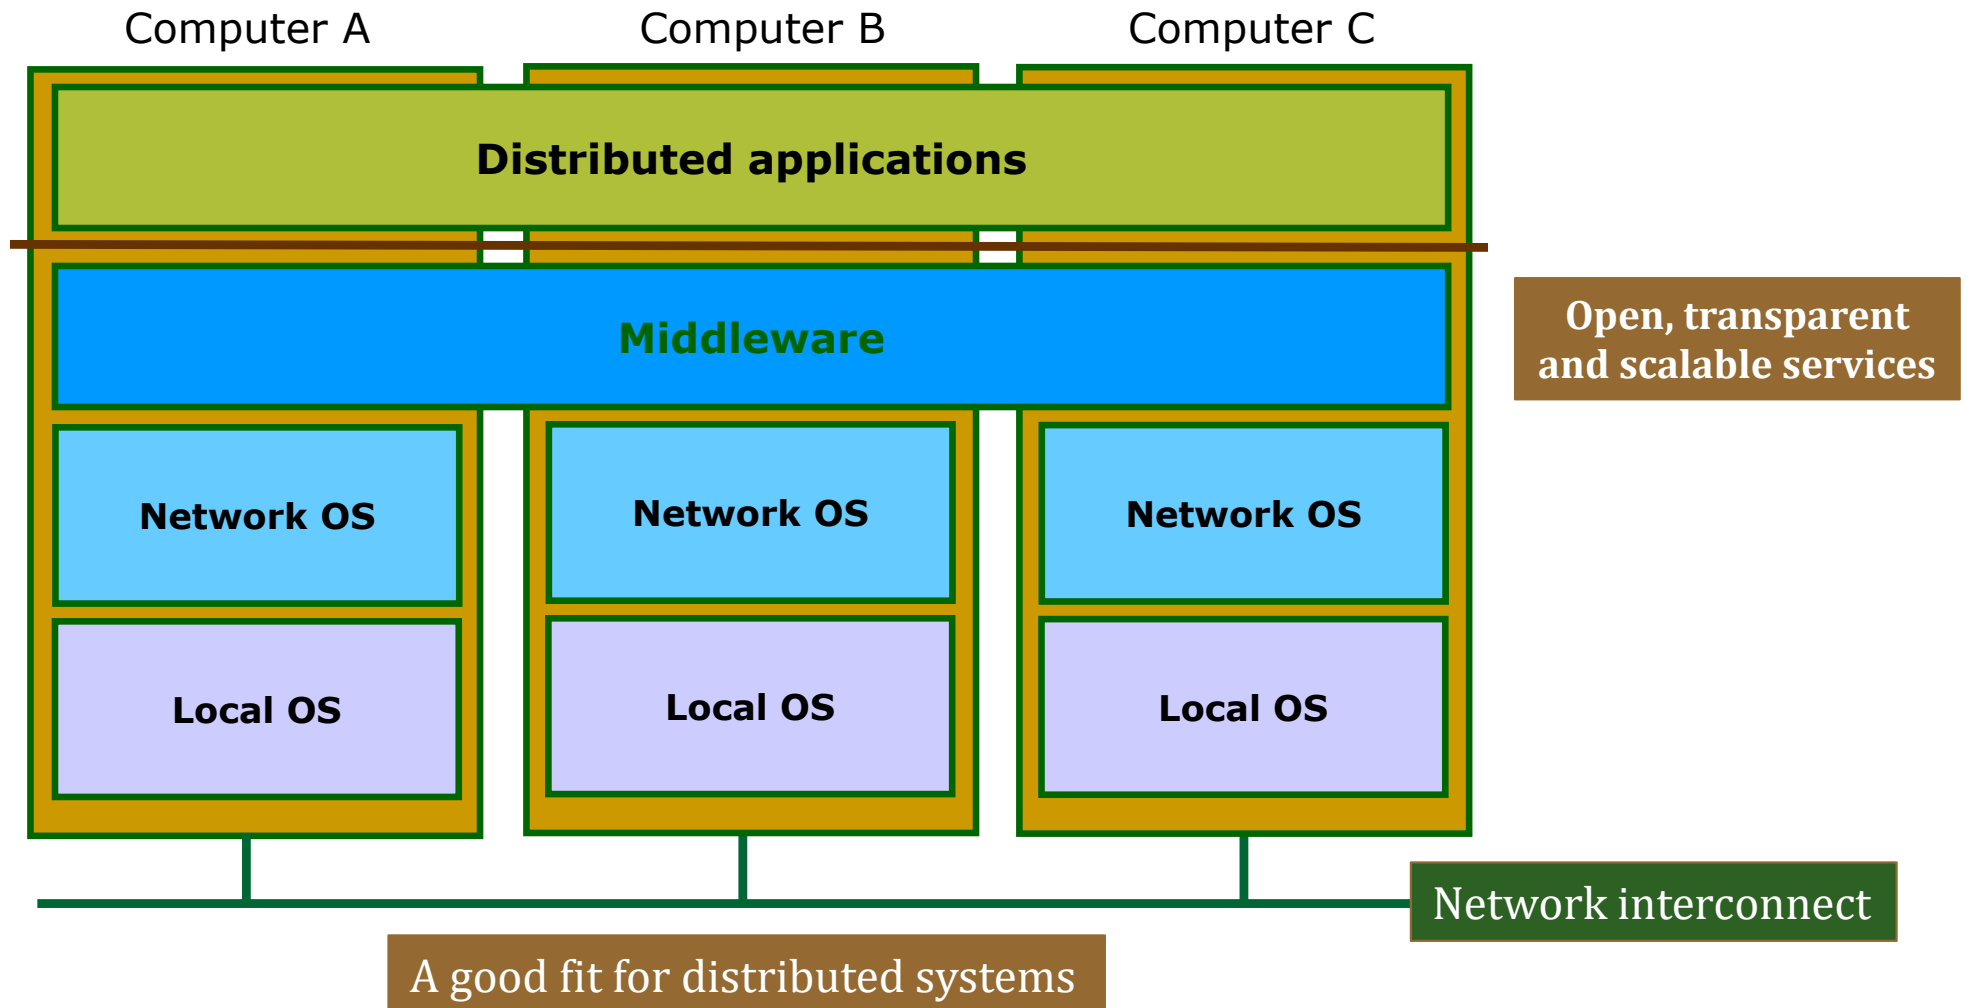 Computer A
Computer B
Computer C
Distributed applications
Middleware
Open, transparent
and scalable services
Network OS
Network OS
Network OS
Local OS
Local OS
Local OS
Network interconnect
A good fit for distributed systems